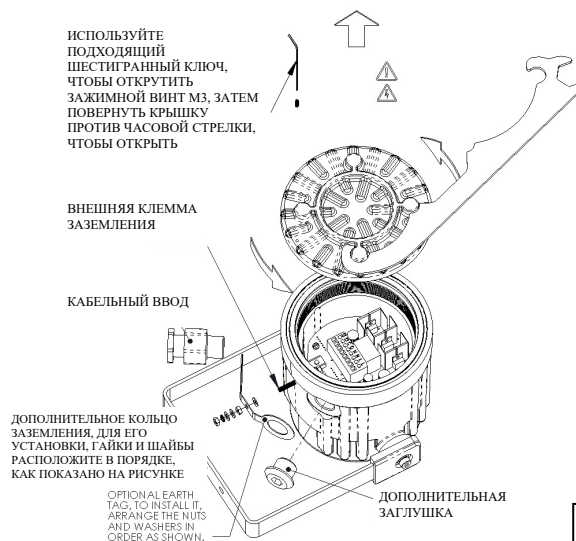 ИСПОЛЬЗУЙТЕ
ПОДХОДЯЩИЙ
ШЕСТИГРАННЫЙ КЛЮЧ,
ЧТОБЫ ОТКРУТИТЬ
ЗАЖИМНОЙ ВИНТ М3, ЗАТЕМ
ПОВЕРНУТЬ КРЫШКУ
ПРОТИВ ЧАСОВОЙ СТРЕЛКИ,
ЧТОБЫ ОТКРЫТЬ
ВНЕШНЯЯ КЛЕММА
ЗАЗЕМЛЕНИЯ
КАБЕЛЬНЫЙ ВВОД
ДОПОЛНИТЕЛЬНОЕ КОЛЬЦО
ЗАЗЕМЛЕНИЯ, ДЛЯ ЕГО
УСТАНОВКИ, ГАЙКИ И ШАЙБЫ
РАСПОЛОЖИТЕ В ПОРЯДКЕ,
КАК ПОКАЗАНО НА РИСУНКЕ
OPTIONAL EARTH
TAG, TO INSTALL IT,
ARRANGE THE NUTS
AND WASHERS IN
ORDER AS SHOWN.
ДОПОЛНИТЕЛЬНАЯ
ЗАГЛУШКА